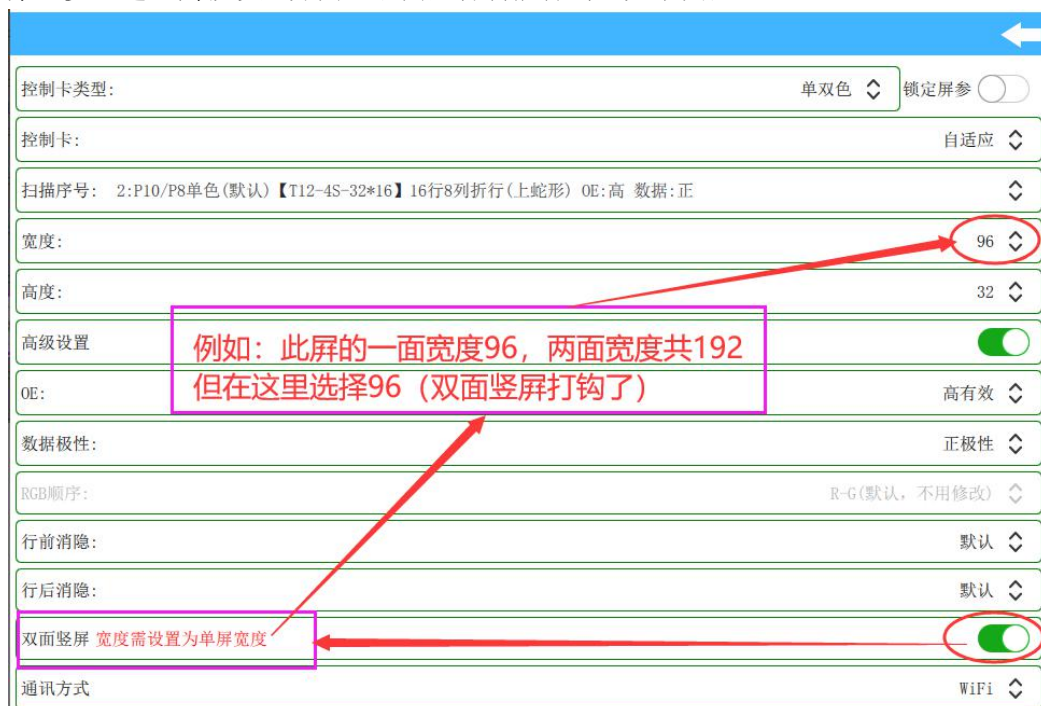 控制卡类型: 单双色 锁定屏参
控制卡: 自适应
扫描序号: 2:P10/P8单色(默认)【T12-4S-32*16】16行8列折行(上蛇形) OE:高 数据:正
宽度: 96
高度: 32
高级设置
例如：此屏的一面宽度96，两面宽度共192
但在这里选择96（双面竖屏打钩了）
OE: 高有效
数据极性: 正极性
RGB顺序: R-G(默认，不用修改)
行前消隐: 默认
行后消隐: 默认
双面竖屏 宽度需设置为单屏宽度
通讯方式 WiFi